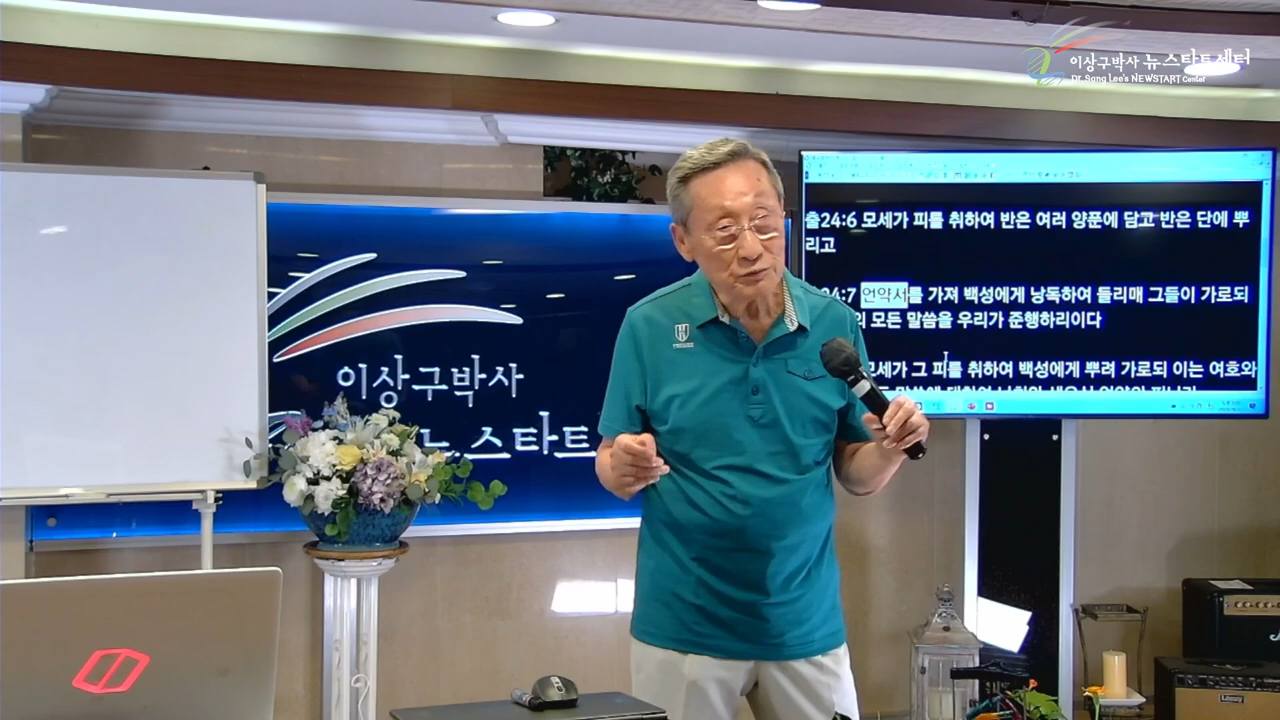 이상구박사 뉴스타트센터
Dr. Sang Lee's NEWSTART Center
출24:6 모세가 피를 취하여 반은 여러 양푼에 담고 반은 단에 뿌
리고
24:7 언약서를 가져 백성에게 낭독하여 들리매 그들이 가로되
의 모든 말씀을 우리가 준행하리이다
모세가 그 피를 취하여 백성에게 뿌려 가로되 이는 여호와
이상구박사
뉴스타트
Laney